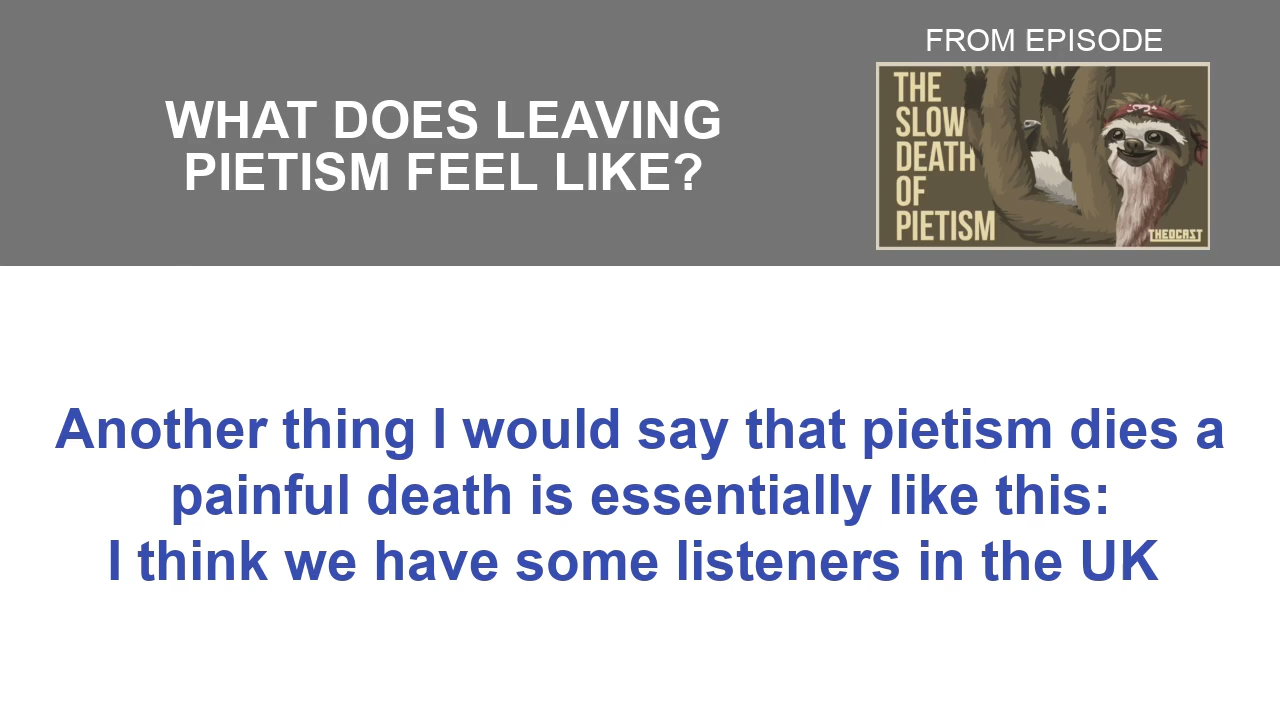 FROM EPISODE
WHAT DOES LEAVING
PIETISM FEEL LIKE?
THE
SLOW
DEATH
OF
PIETISM
THEOCAST
Another thing I would say that pietism dies a
painful death is essentially like this:
I think we have some listeners in the UK